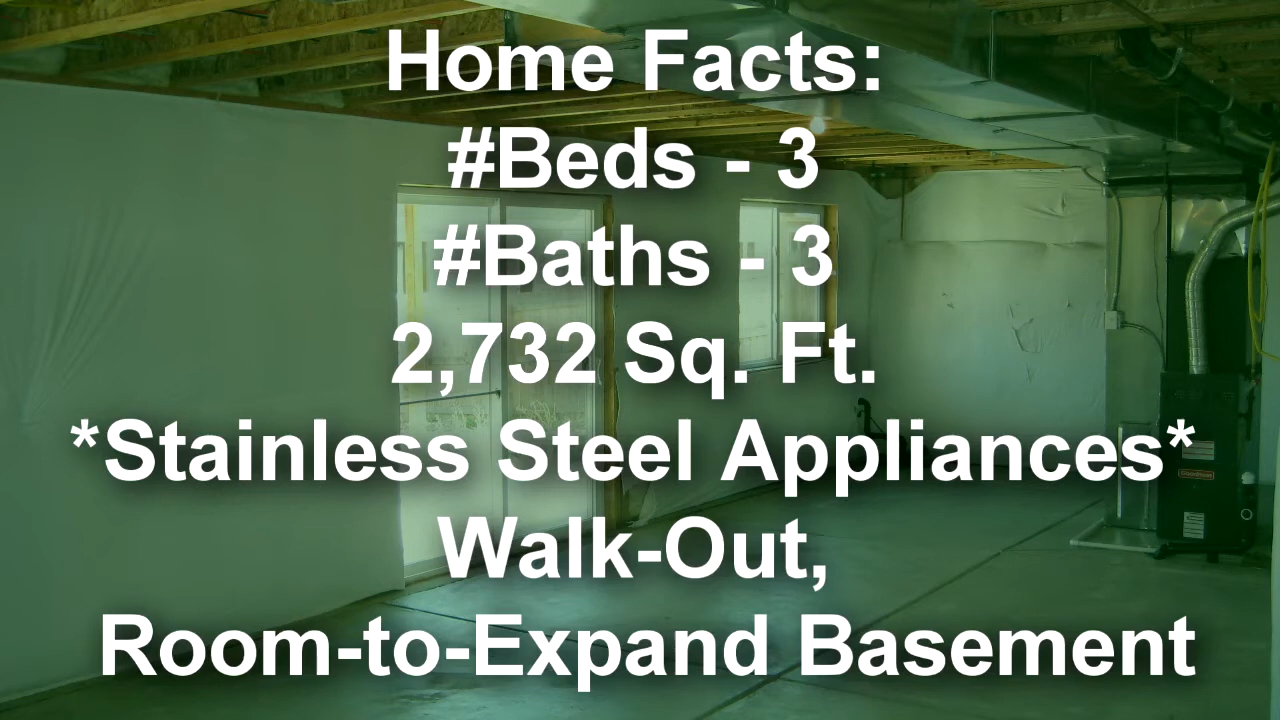 Home Facts:
#Beds - 3
#Baths - 3
2,732 Sq. Ft.
*Stainless Steel Appliances*
Walk-Out,
Room-to-Expand Basement